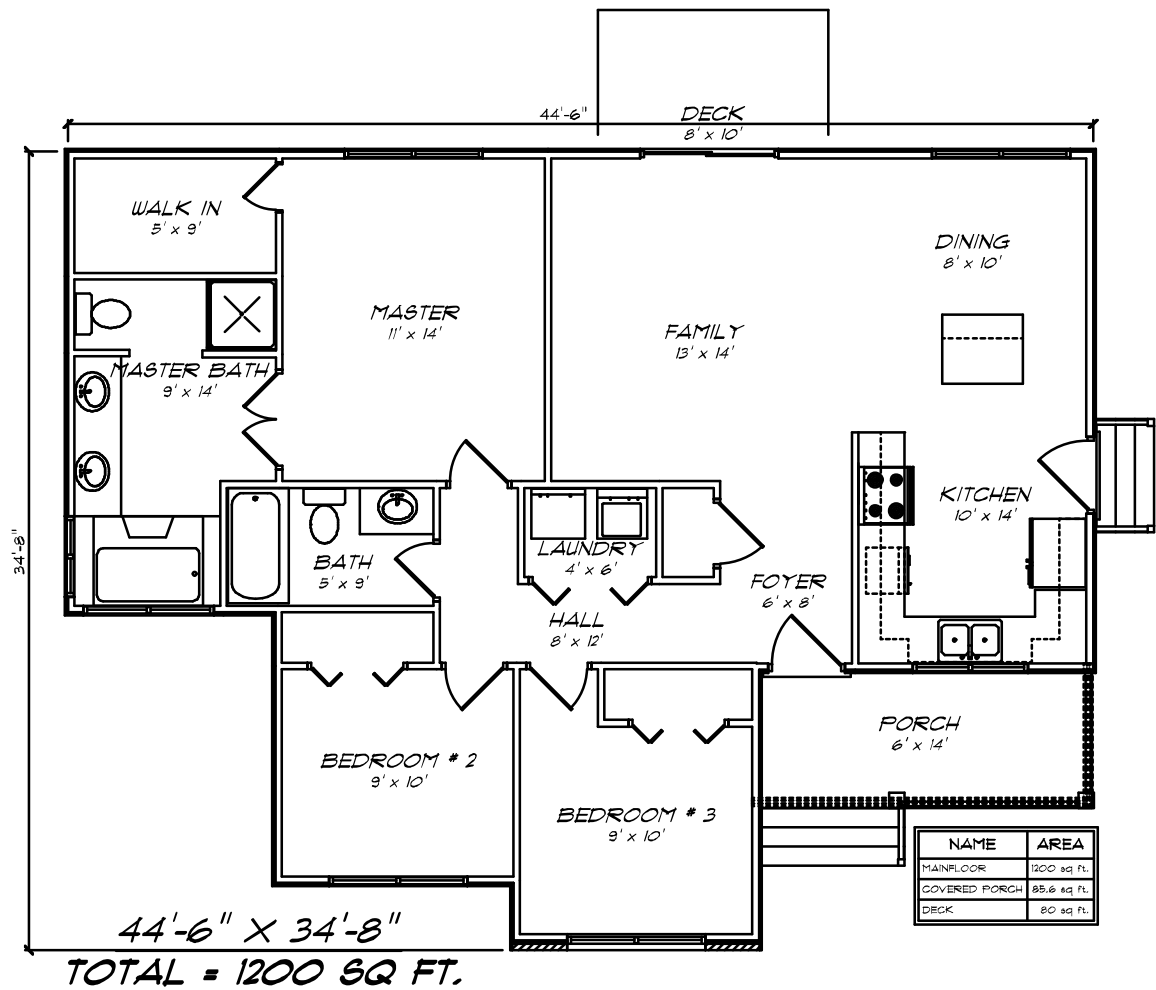 44'-6"
DECK
8' x 10'
WALK IN
5' x 9'
DINING
8' x 10'
MASTER
11' x 14'
FAMILY
13' x 14'
MASTER BATH
9' x 14'
KITCHEN
10' x 14'
34'-8"
LAUNDRY
4' x 6'
BATH
5' x 9'
FOYER
6' x 8'
HALL
8' x 12'
PORCH
6' x 14'
BEDROOM # 2
9' x 10'
BEDROOM # 3
9' x 10'
NAME AREA
MAINFLOOR 1200 sq ft.
COVERED PORCH 85.6 sq ft.
DECK 80 sq ft.
44'-6" X 34'-8"
TOTAL = 1200 SQ FT.